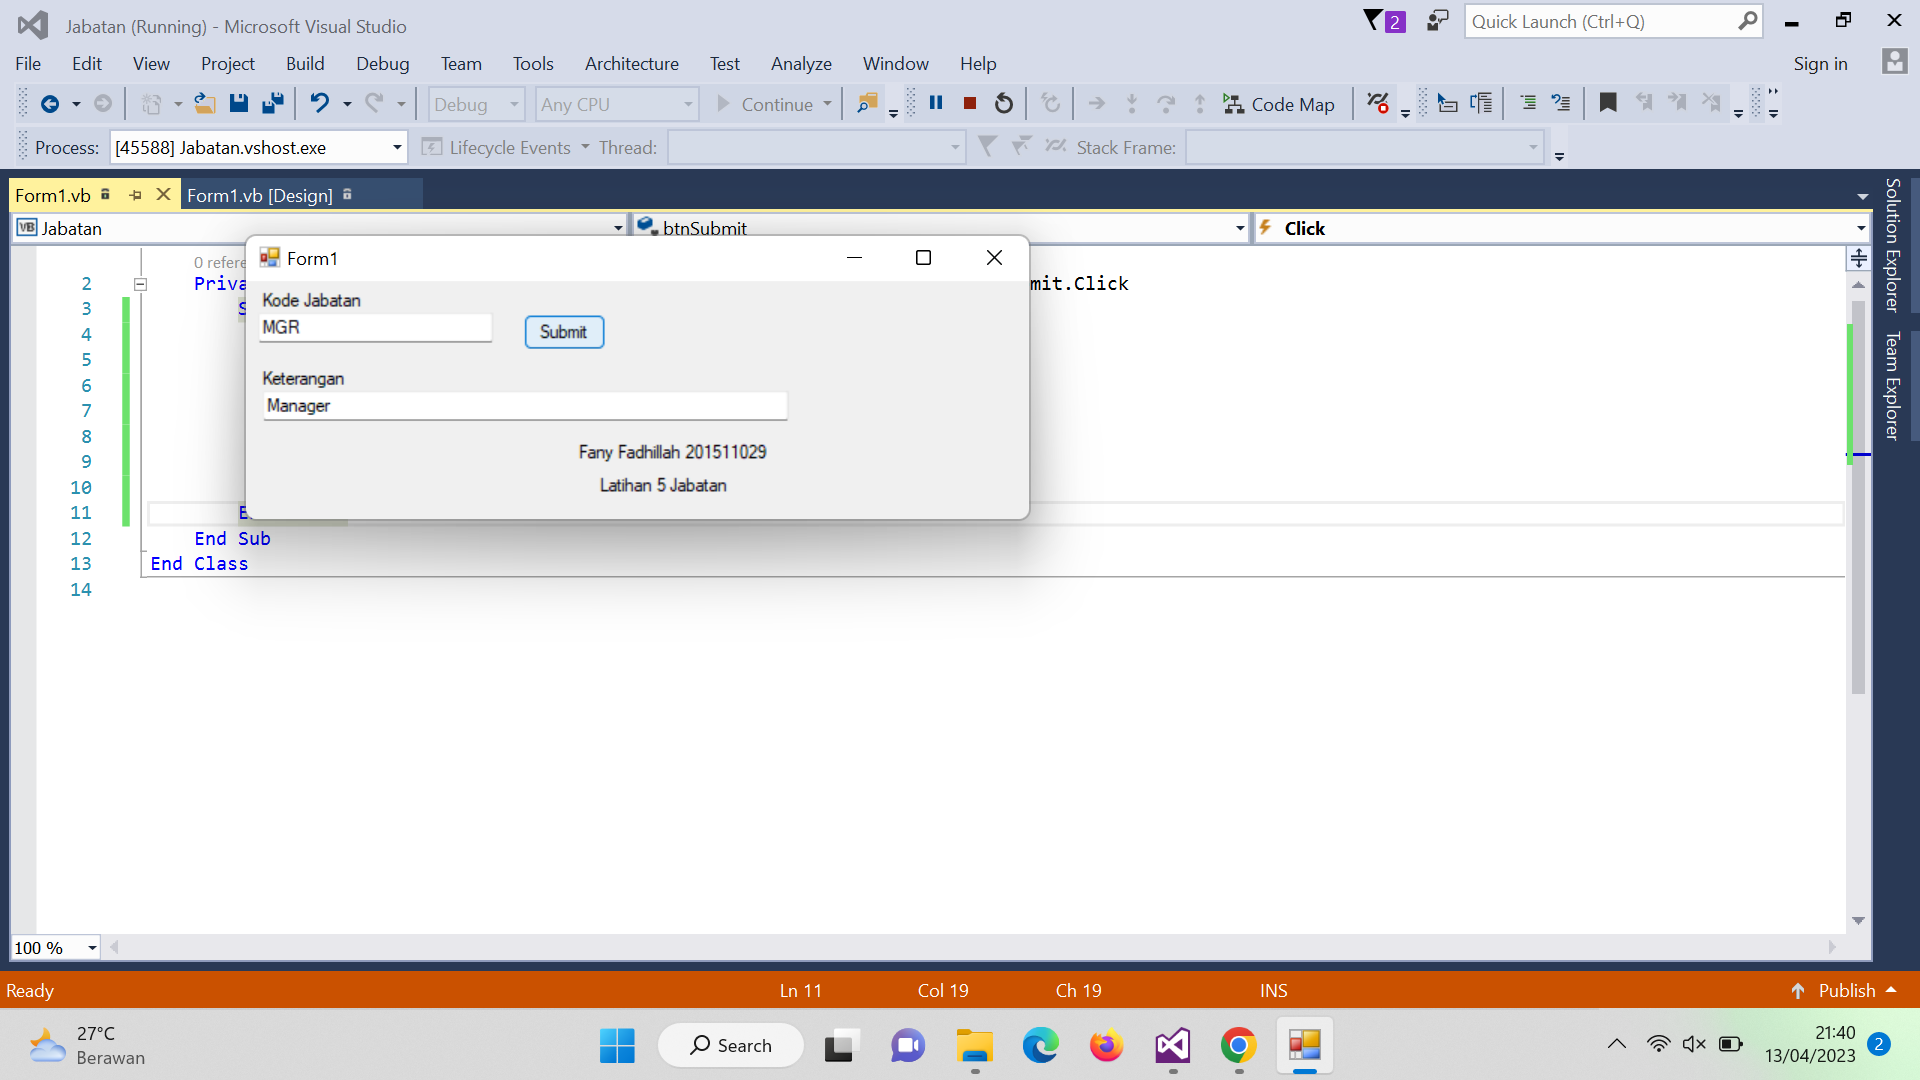 Jabatan (Running) - Microsoft Visual Studio
2
Quick Launch (Ctrl+Q)
File Edit View Project Build Debug Team Tools Architecture Test Analyze Window Help
Sign in
Debug Any CPU Continue Code Map
Process: [45588] Jabatan.vshost.exe Lifecycle Events Thread: Stack Frame:
Form1.vb Form1.vb [Design]
VB Jabatan btnSubmit Click
Solution Explorer
Team Explorer
0 refere
Form1
2 Priva mit.Click
Kode Jabatan
3 S
MGR
Submit
4
5
Keterangan
6
Manager
7
8
Fany Fadhillah 201511029
9
Latihan 5 Jabatan
10
11 E
12 End Sub
13 End Class
14
100 %
Ready Ln 11 Col 19 Ch 19 INS Publish
27°C
Berawan
Search
21:40
13/04/2023
2